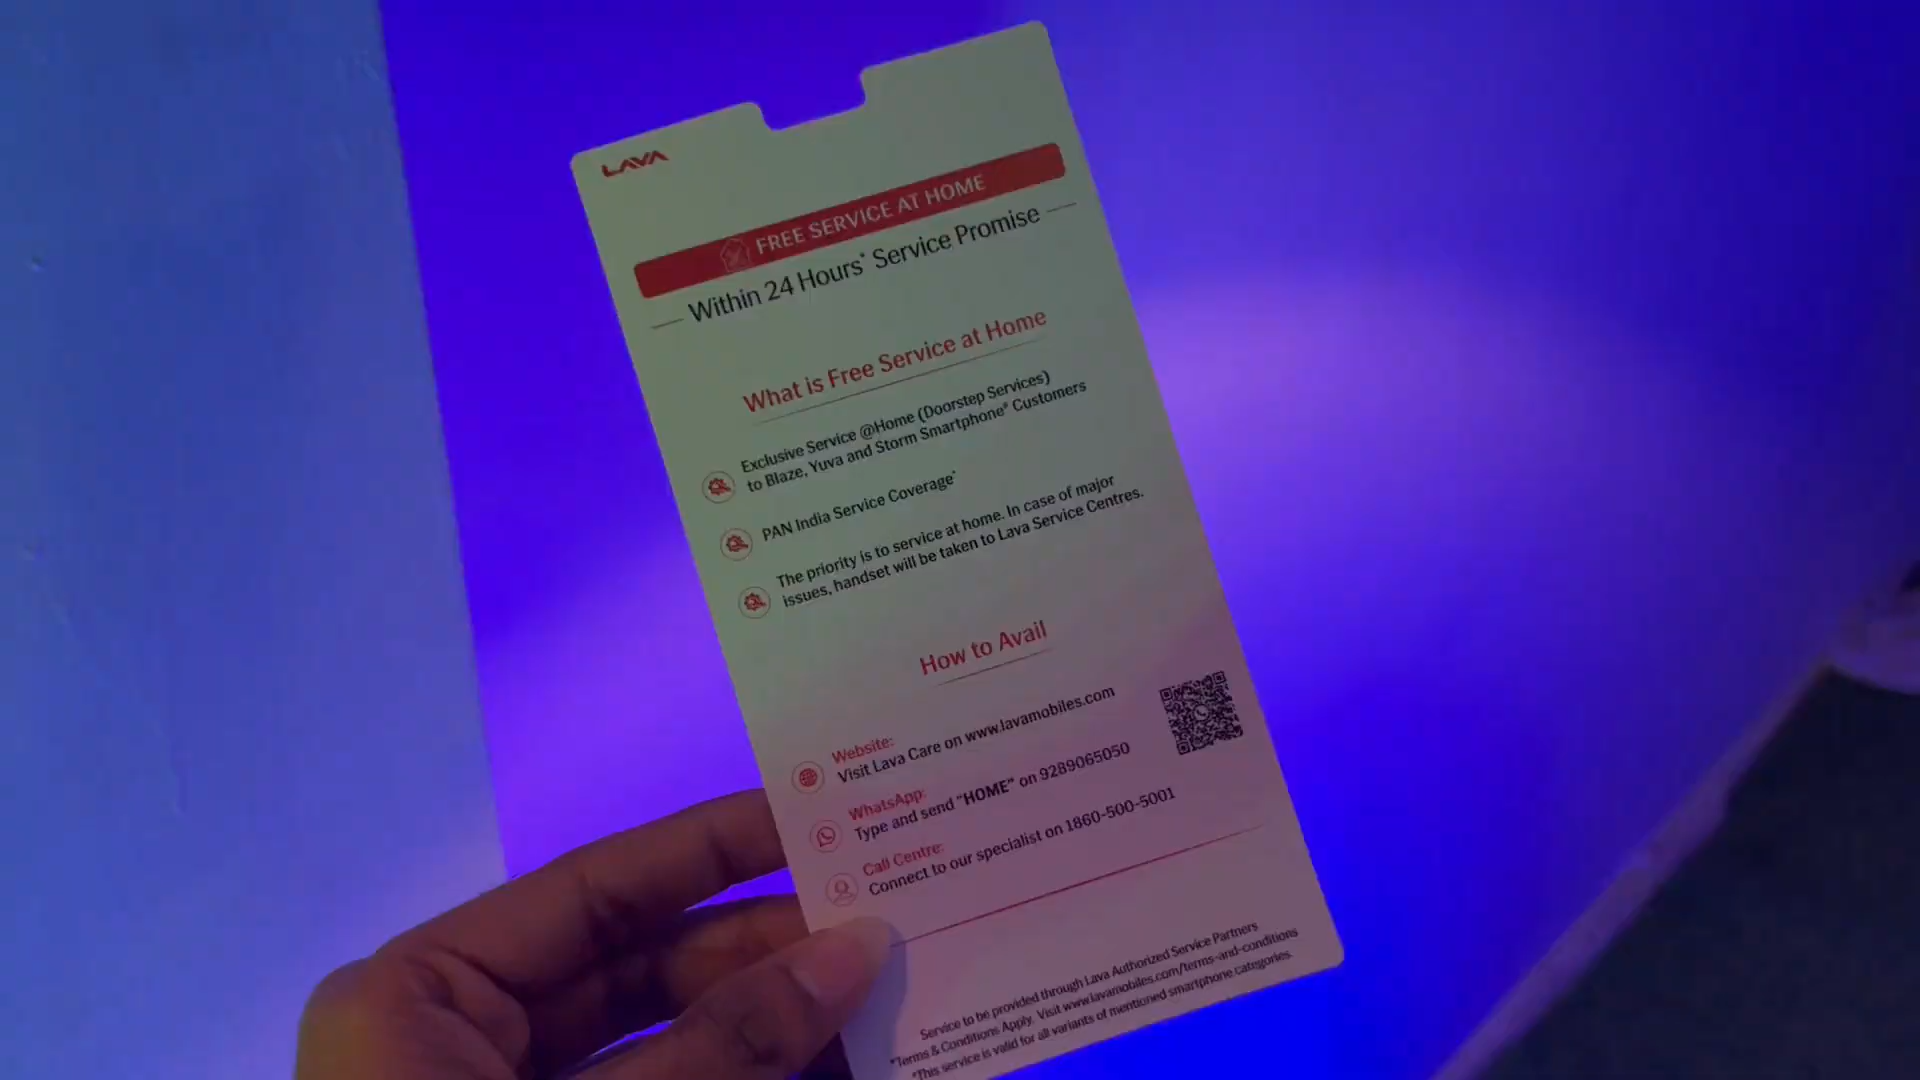 LAVA
FREE SERVICE AT HOME
Within 24 Hours* Service Promise
What is Free Service at Home
Exclusive Service @Home (Doorstep Services)
to Blaze, Yuva and Storm Smartphone# Customers
PAN India Service Coverage*
The priority is to service at home. In case of major
issues, handset will be taken to Lava Service Centres.
How to Avail
Website:
Visit Lava Care on www.lavamobiles.com
WhatsApp:
Type and send "HOME" on 9289065050
Call Centre:
Connect to our specialist on 1860-500-5001
Service to be provided through Lava Authorized Service Partners
*Terms & Conditions Apply. Visit www.lavamobiles.com/terms-and-conditions
#This service is valid for all variants of mentioned smartphone categories.